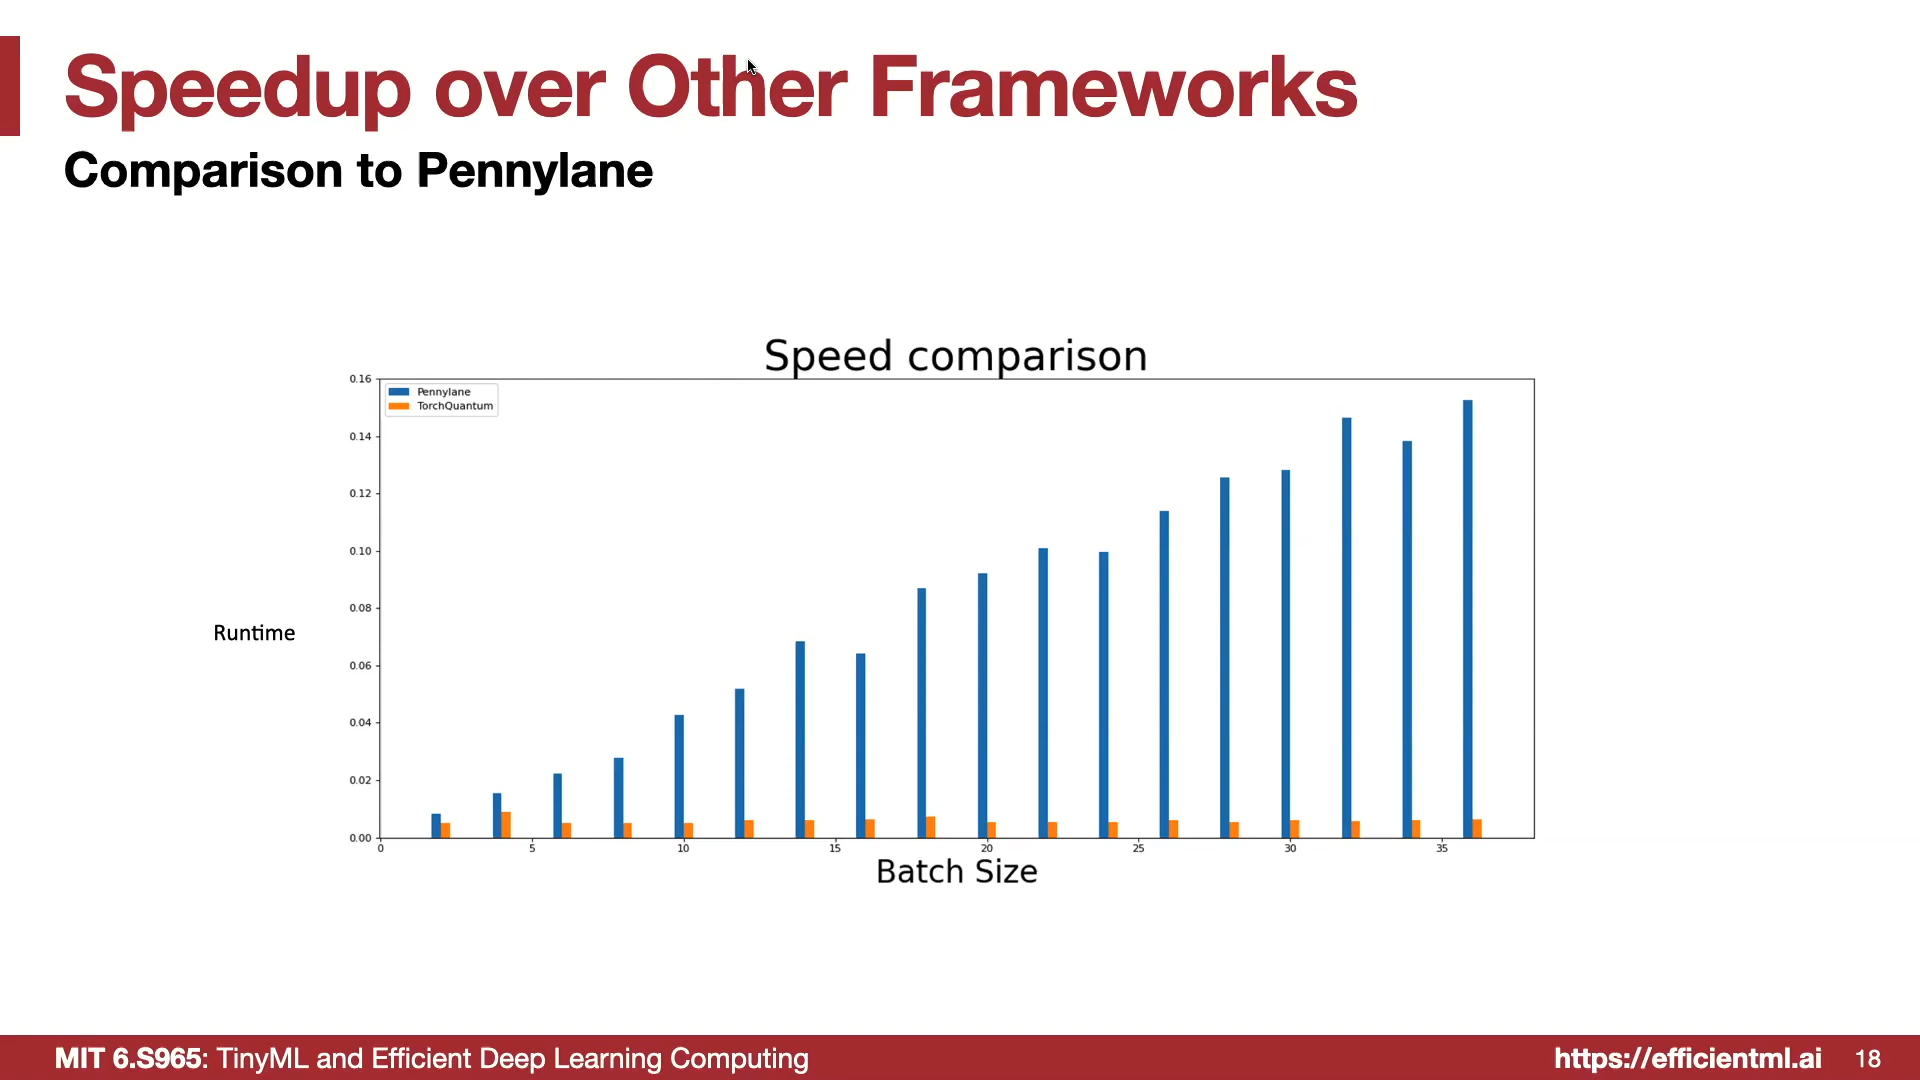 Speedup over Other Frameworks
Comparison to Pennylane
Speed comparison
Pennylane
TorchQuantum
0.16
0.14
0.12
0.10
0.08
0.06
0.04
0.02
0.00
Runtime
0 5 10 15 20 25 30 35
Batch Size
MIT 6.S965: TinyML and Efficient Deep Learning Computing https://efficientml.ai 18